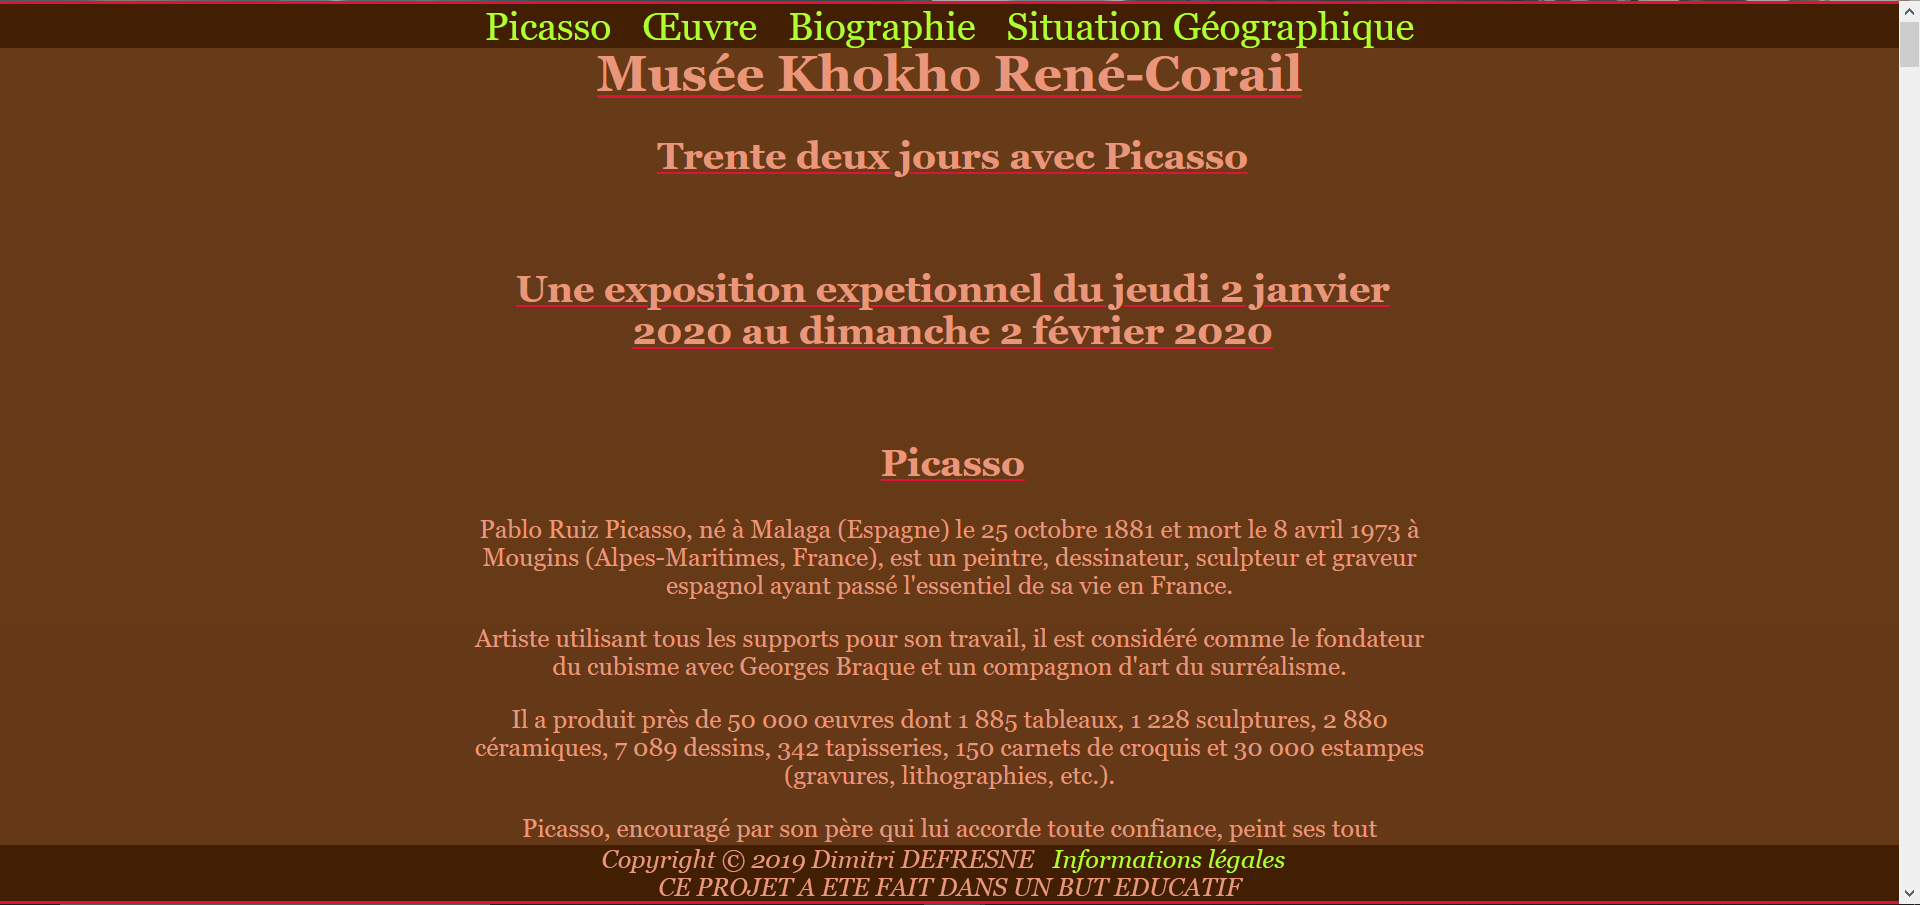 Picasso Œuvre Biographie Situation Géographique
Musée Khokho René-Corail
Trente deux jours avec Picasso
Une exposition expetionnel du jeudi 2 janvier
2020 au dimanche 2 février 2020
Picasso
Pablo Ruiz Picasso, né à Malaga (Espagne) le 25 octobre 1881 et mort le 8 avril 1973 à
Mougins (Alpes-Maritimes, France), est un peintre, dessinateur, sculpteur et graveur
espagnol ayant passé l'essentiel de sa vie en France.
Artiste utilisant tous les supports pour son travail, il est considéré comme le fondateur
du cubisme avec Georges Braque et un compagnon d'art du surréalisme.
Il a produit près de 50 000 œuvres dont 1 885 tableaux, 1 228 sculptures, 2 880
céramiques, 7 089 dessins, 342 tapisseries, 150 carnets de croquis et 30 000 estampes
(gravures, lithographies, etc.).
Picasso, encouragé par son père qui lui accorde toute confiance, peint ses tout
Copyright © 2019 Dimitri DEFRESNE Informations légales
CE PROJET A ETE FAIT DANS UN BUT EDUCATIF